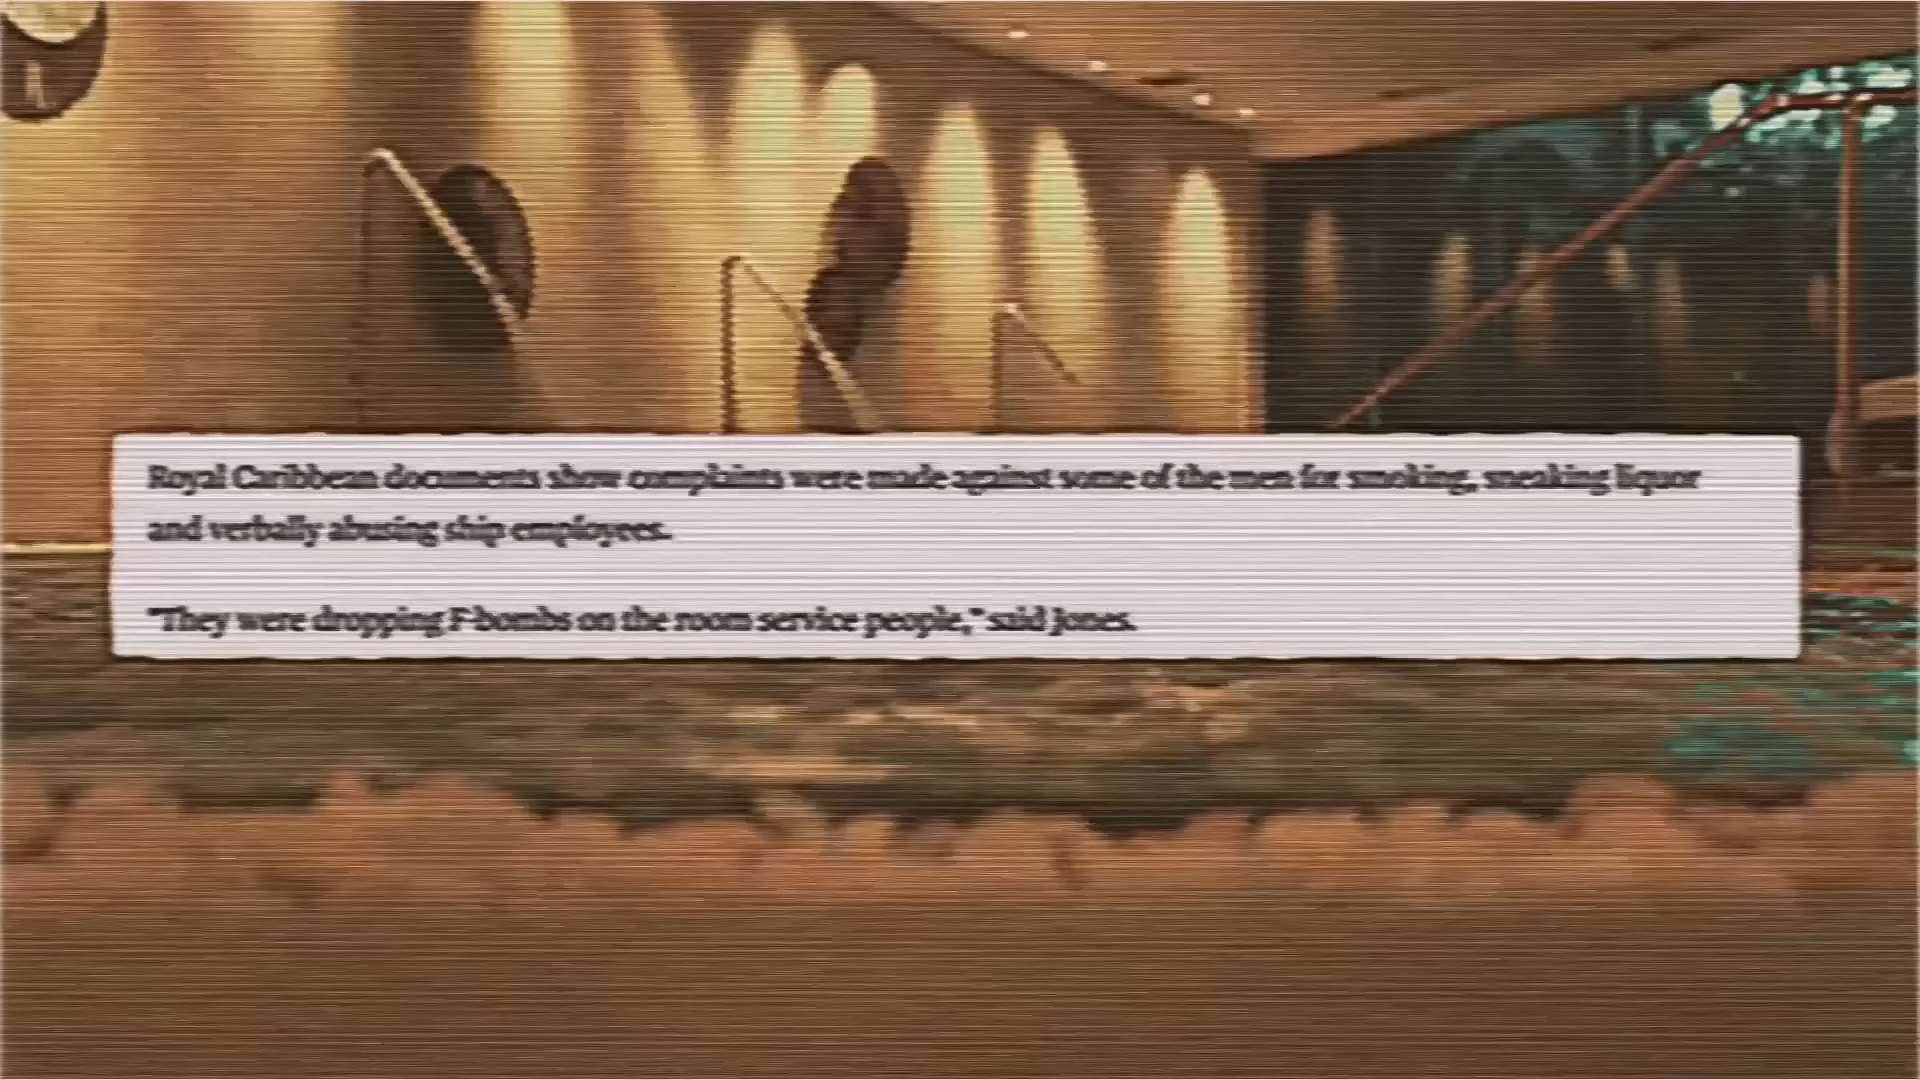 Royal Caribbean documents show complaints were made against some of the men for smoking, sneaking liquor
and verbally abusing ship employees.
"They were dropping F-bombs on the room service people," said Jones.